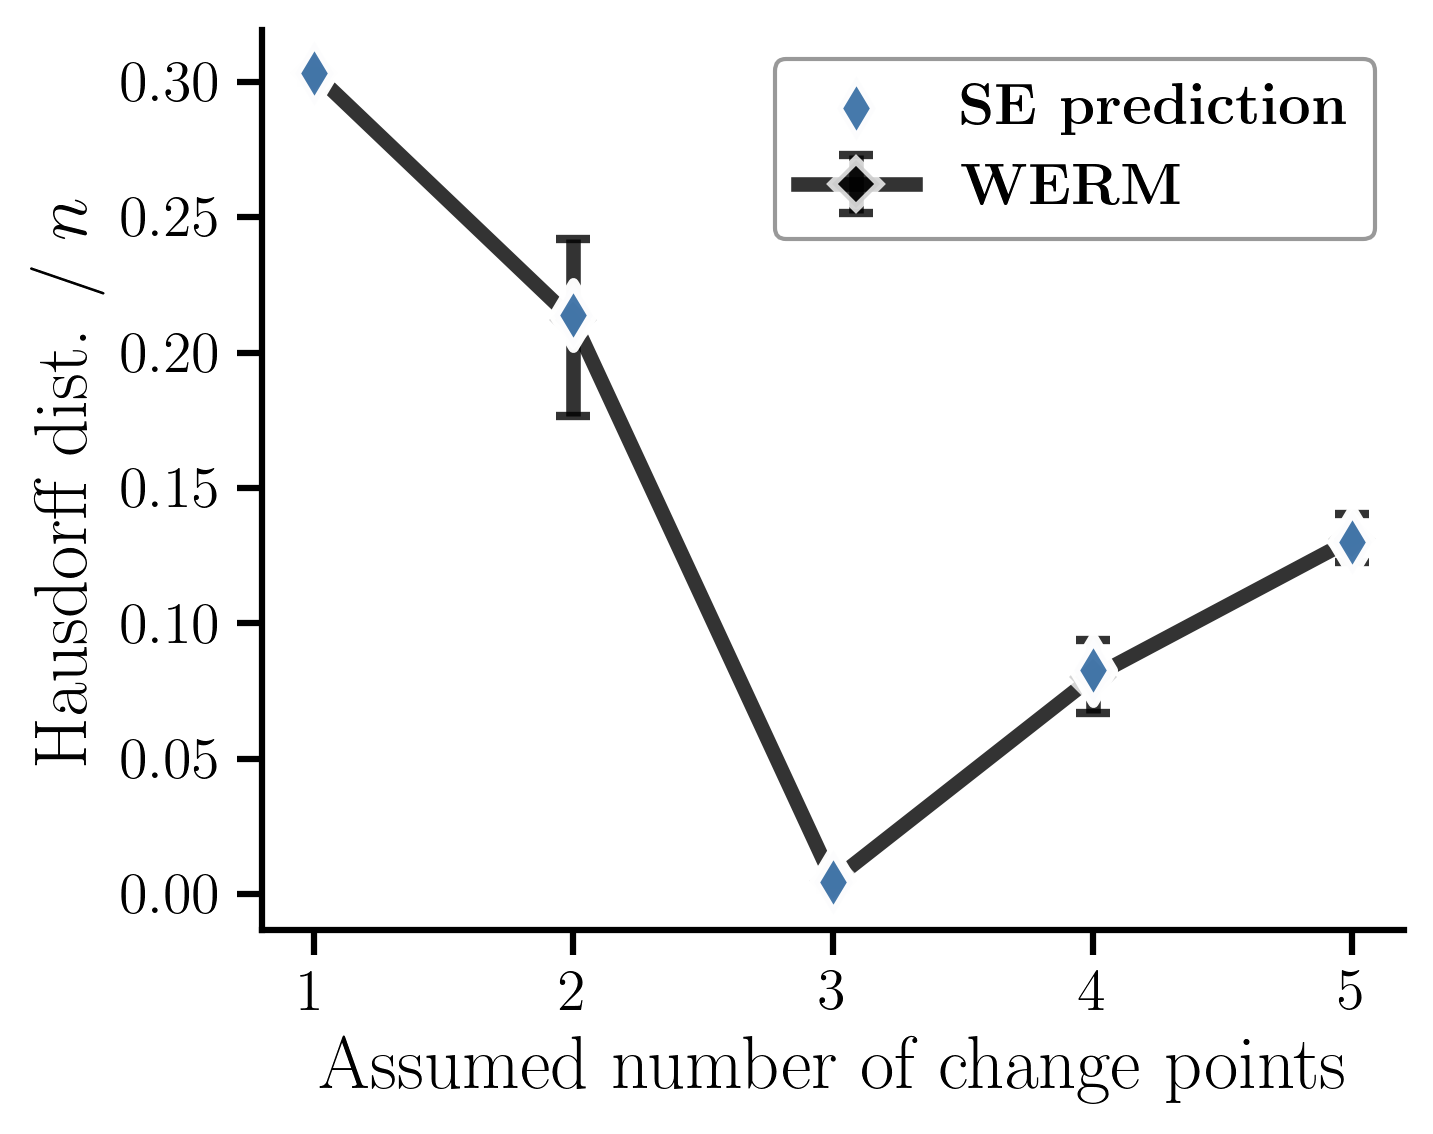 SE prediction
WERM
Hausdorff dist. / n
0.30
0.25
0.20
0.15
0.10
0.05
0.00
1 2 3 4 5
Assumed number of change points